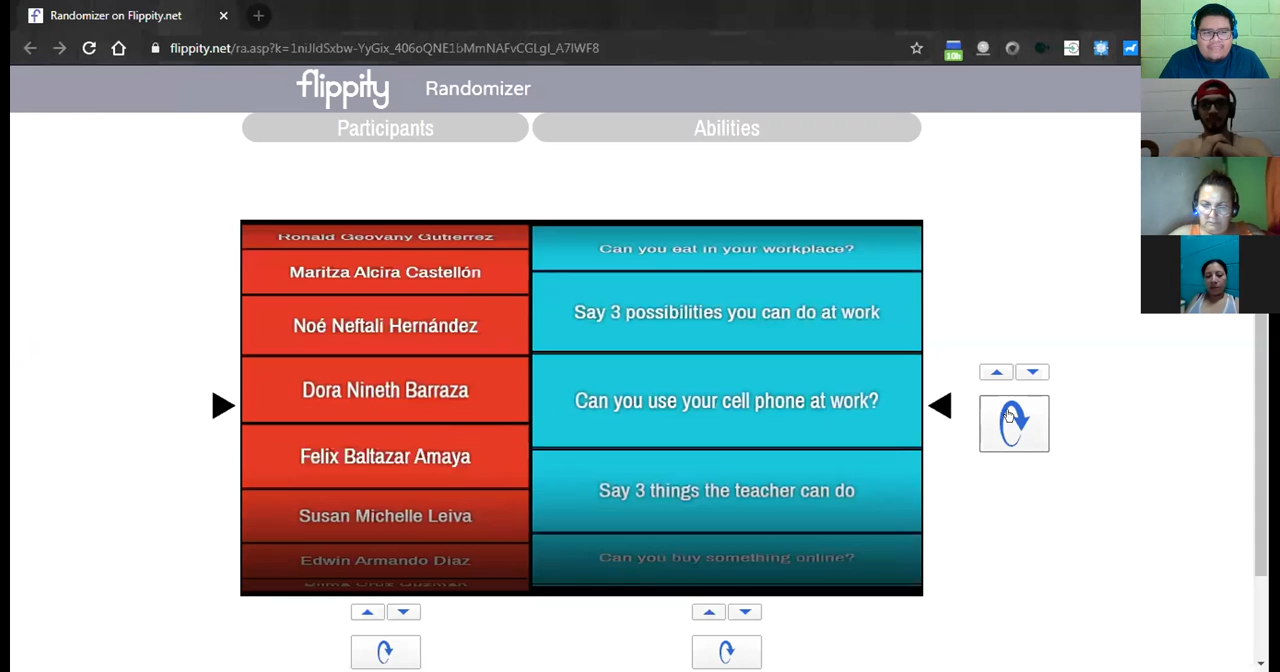 Randomizer on Flippity.net
flippity.net/ra.asp?k=1niJldSxbw-YyGix_406oQNE1bMmNAFvCGLgl_A7lWF8
10h
flippity Randomizer
Participants
Abilities
Ronald Geovany Gutierrez
Maritza Alcira Castellón
Noé Neftali Hernández
Dora Nineth Barraza
Felix Baltazar Amaya
Susan Michelle Leiva
Edwin Armando Diaz
Can you eat in your workplace?
Say 3 possibilities you can do at work
Can you use your cell phone at work?
Say 3 things the teacher can do
Can you buy something online?